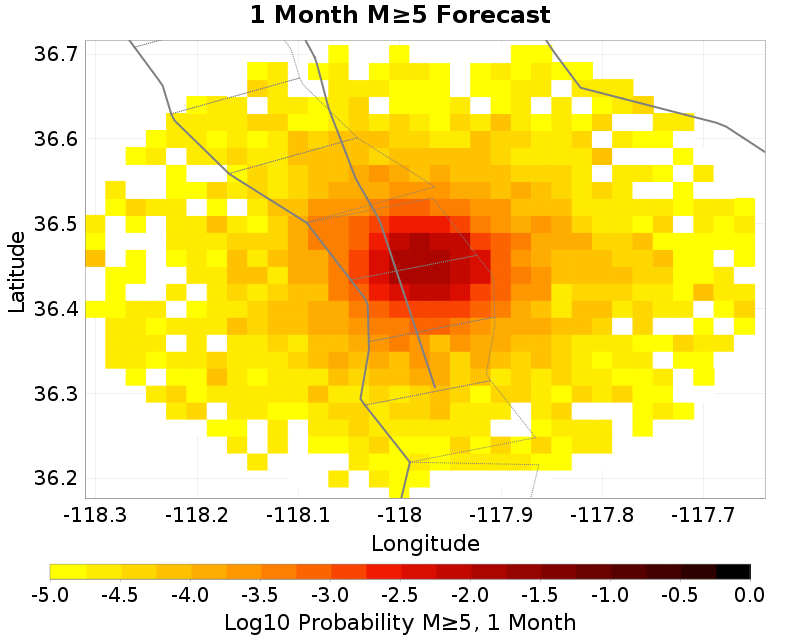 1 Month M≥5 Forecast
36.7
36.6
36.5
36.4
36.3
36.2
Latitude
-118.3 -118.2 -118.1 -118 -117.9 -117.8 -117.7
Longitude
-5.0 -4.5 -4.0 -3.5 -3.0 -2.5 -2.0 -1.5 -1.0 -0.5 0.0
Log10 Probability M≥5, 1 Month